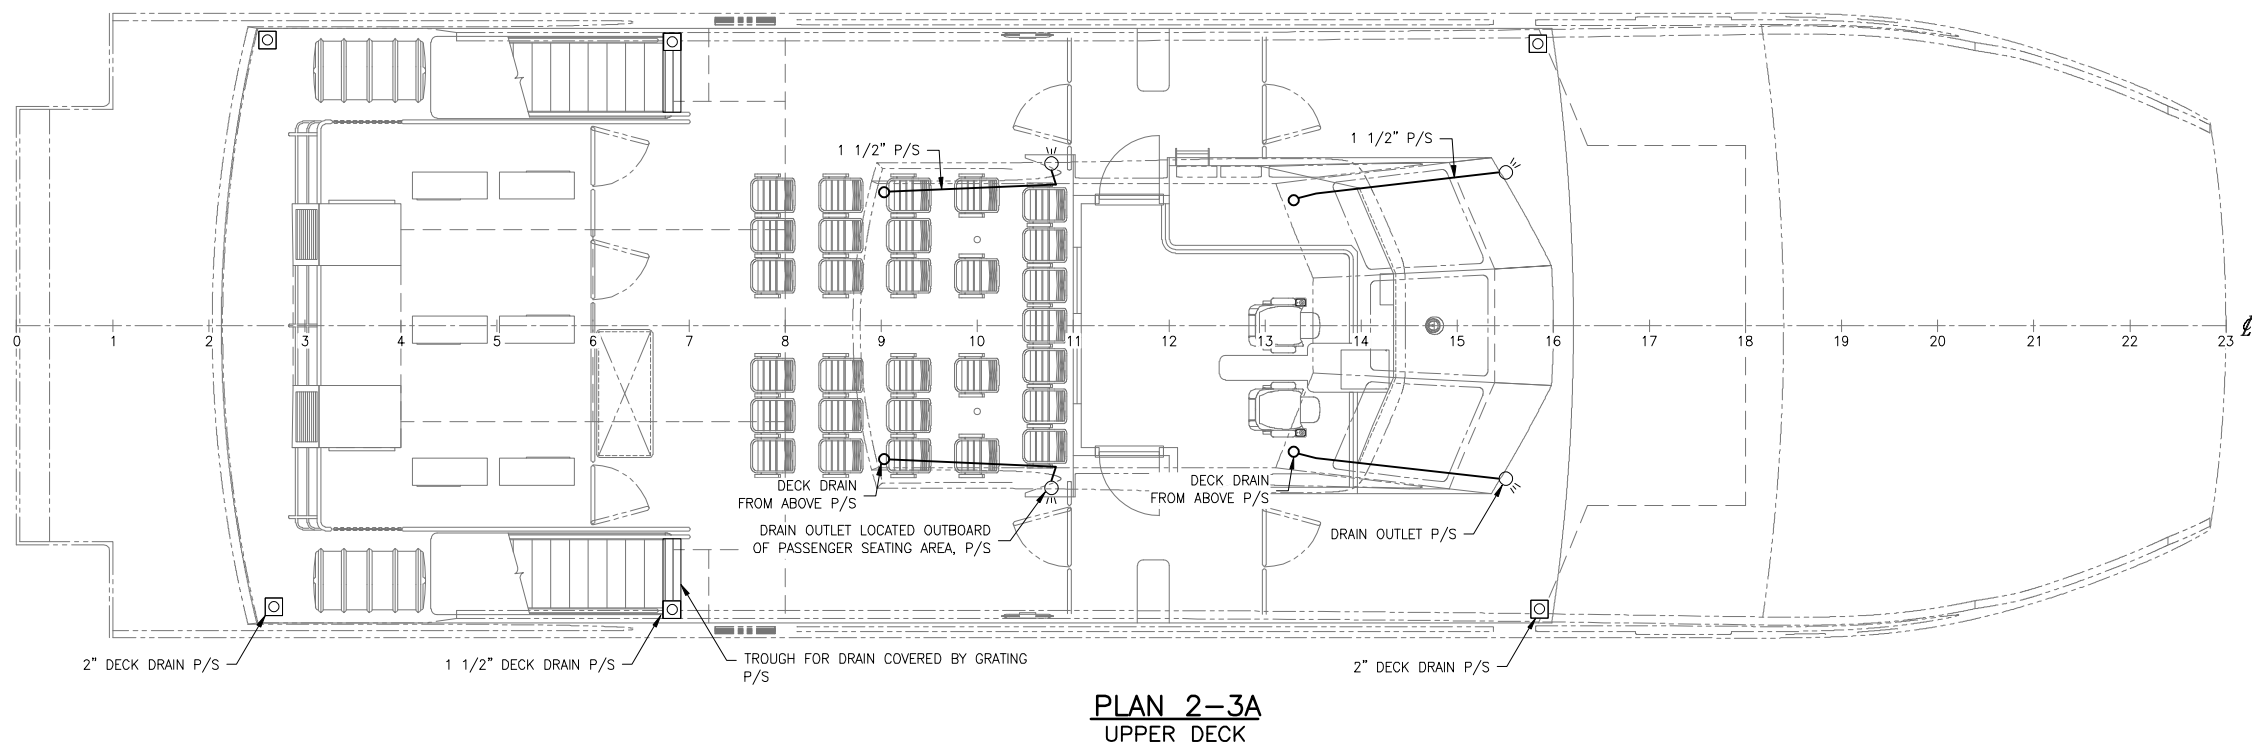 1 1/2” P/S
1 1/2” P/S
0 1 2 3 4 5 6 7 8 9 10 11 12 13 14 15 16 17 18 19 20 21 22 23 ℄
DECK DRAIN
FROM ABOVE P/S
DECK DRAIN
FROM ABOVE P/S
DRAIN OUTLET LOCATED OUTBOARD
OF PASSENGER SEATING AREA, P/S
DRAIN OUTLET P/S
2” DECK DRAIN P/S
1 1/2” DECK DRAIN P/S
TROUGH FOR DRAIN COVERED BY GRATING
P/S
2” DECK DRAIN P/S
PLAN 2-3A
UPPER DECK